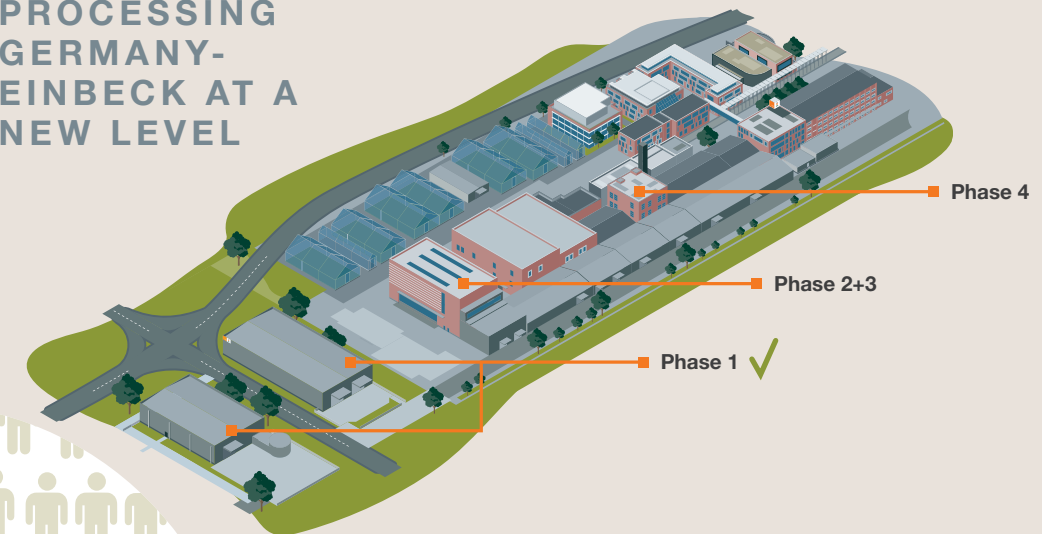 PROCESSING
GERMANY-
EINBECK AT A
NEW LEVEL
Phase 4
Phase 2+3
Phase 1